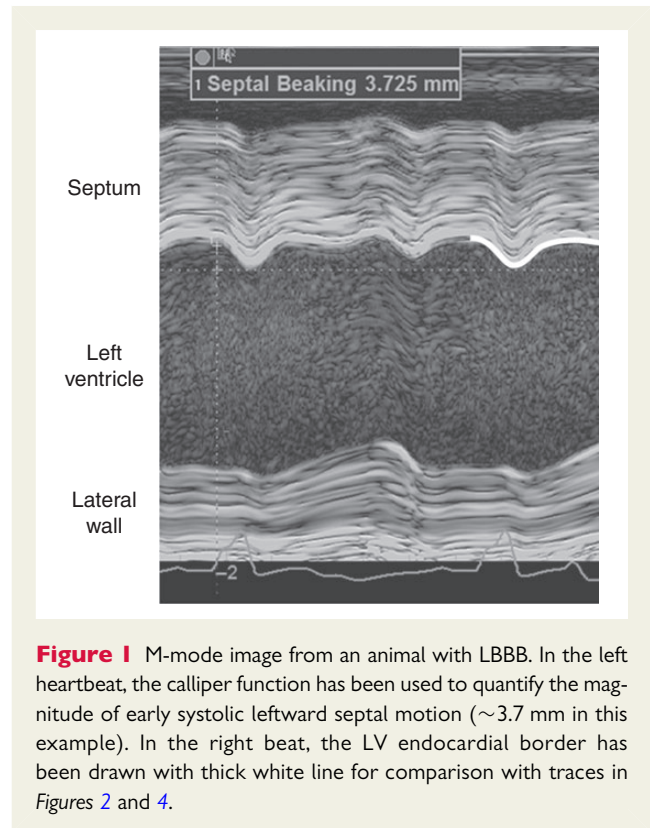 1 Septal Beaking 3.725 mm
Septum
Left
ventricle
Lateral
wall
-2
Figure 1 M-mode image from an animal with LBBB. In the left
heartbeat, the calliper function has been used to quantify the mag-
nitude of early systolic leftward septal motion (∼3.7 mm in this
example). In the right beat, the LV endocardial border has
been drawn with thick white line for comparison with traces in
Figures 2 and 4.